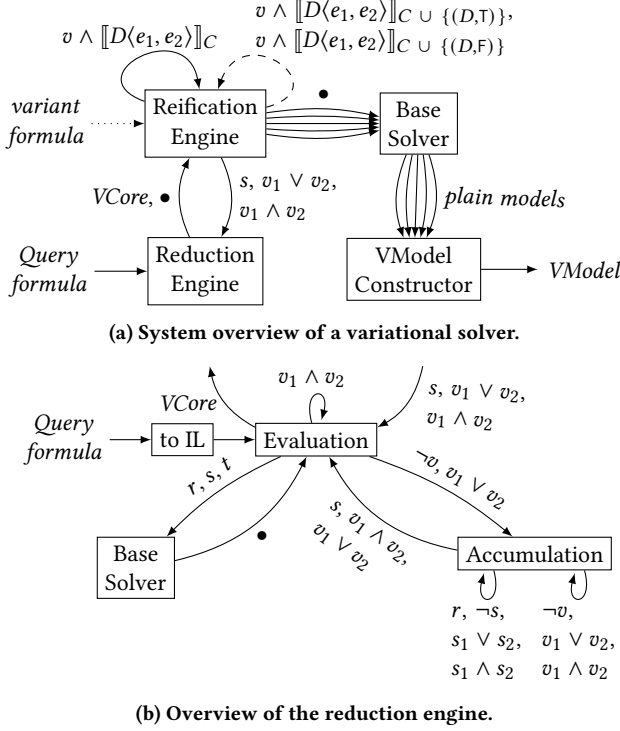 v ∧ ⟦D⟨e₁, e₂⟩⟧C
v ∧ ⟦D⟨e₁, e₂⟩⟧C ∪ {(D,T)},
v ∧ ⟦D⟨e₁, e₂⟩⟧C ∪ {(D,F)}
variant
formula
Reification
Engine
•
Base
Solver
VCore, •
s, v₁ ∨ v₂,
v₁ ∧ v₂
plain models
Query
formula
Reduction
Engine
VModel
Constructor
VModel
(a) System overview of a variational solver.
VCore
v₁ ∧ v₂
s, v₁ ∨ v₂,
v₁ ∧ v₂
Query
formula
to IL
Evaluation
r, s, t
¬v, v₁ ∨ v₂
s, v₁ ∧ v₂,
v₁ ∨ v₂
•
Base
Solver
Accumulation
r, ¬s,
s₁ ∨ s₂,
s₁ ∧ s₂
¬v,
v₁ ∨ v₂,
v₁ ∧ v₂
(b) Overview of the reduction engine.